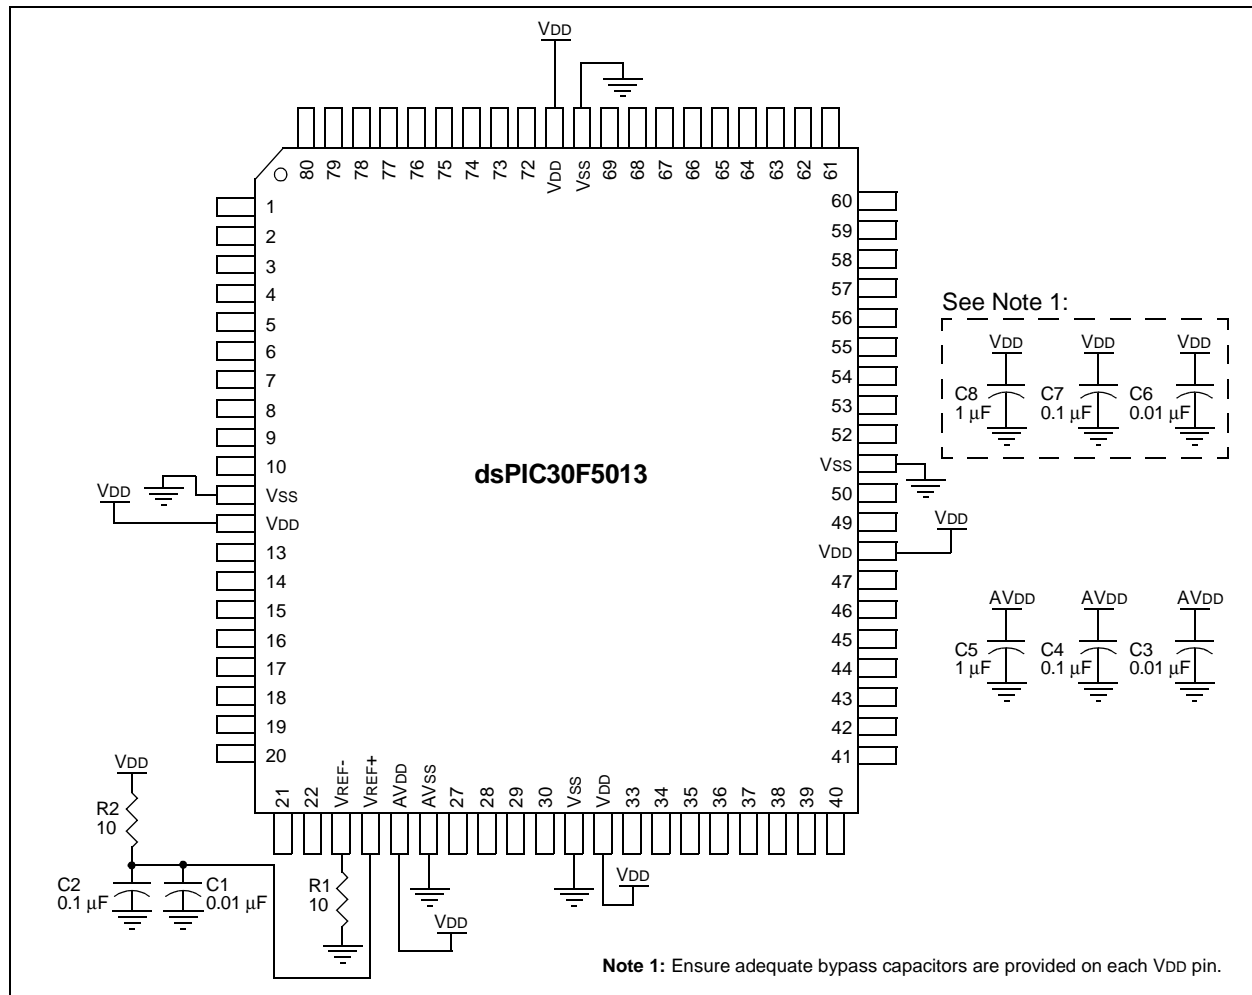 VDD
80 79 78 77 76 75 74 73 72 VDD VSS 69 68 67 66 65 64 63 62 61
1
2
3
4
5
6
7
8
9
10
VSS
VDD
VDD
13
14
15
16
17
18
19
20
dsPIC30F5013
60
59
58
57
56
55
54
53
52
VSS
50
49
VDD
VDD
47
46
45
44
43
42
41
See Note 1:
VDD VDD VDD
C8 C7 C6
1 µF 0.1 µF 0.01 µF
AVDD AVDD AVDD
C5 C4 C3
1 µF 0.1 µF 0.01 µF
21 22 VREF- VREF+ AVDD AVSS 27 28 29 30 VSS VDD 33 34 35 36 37 38 39 40
VDD
R2
10
C2
0.1 µF
C1
0.01 µF
R1
10
VDD
VDD
Note 1: Ensure adequate bypass capacitors are provided on each VDD pin.